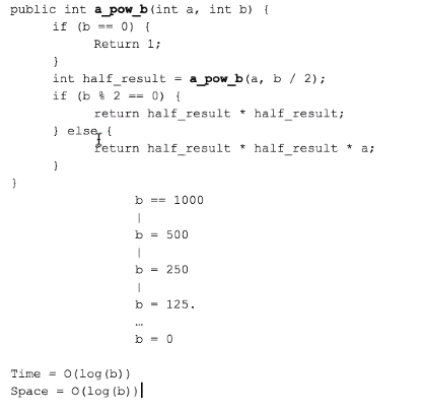 public int a_pow_b(int a, int b) {
if (b == 0) {
Return 1;
}
int half_result = a_pow_b(a, b / 2);
if (b % 2 == 0) {
return half_result * half_result;
} else {
return half_result * half_result * a;
}
}
b == 1000
|
b = 500
|
b = 250
|
b = 125.
...
b = 0
Time = O(log(b))
Space = O(log(b))